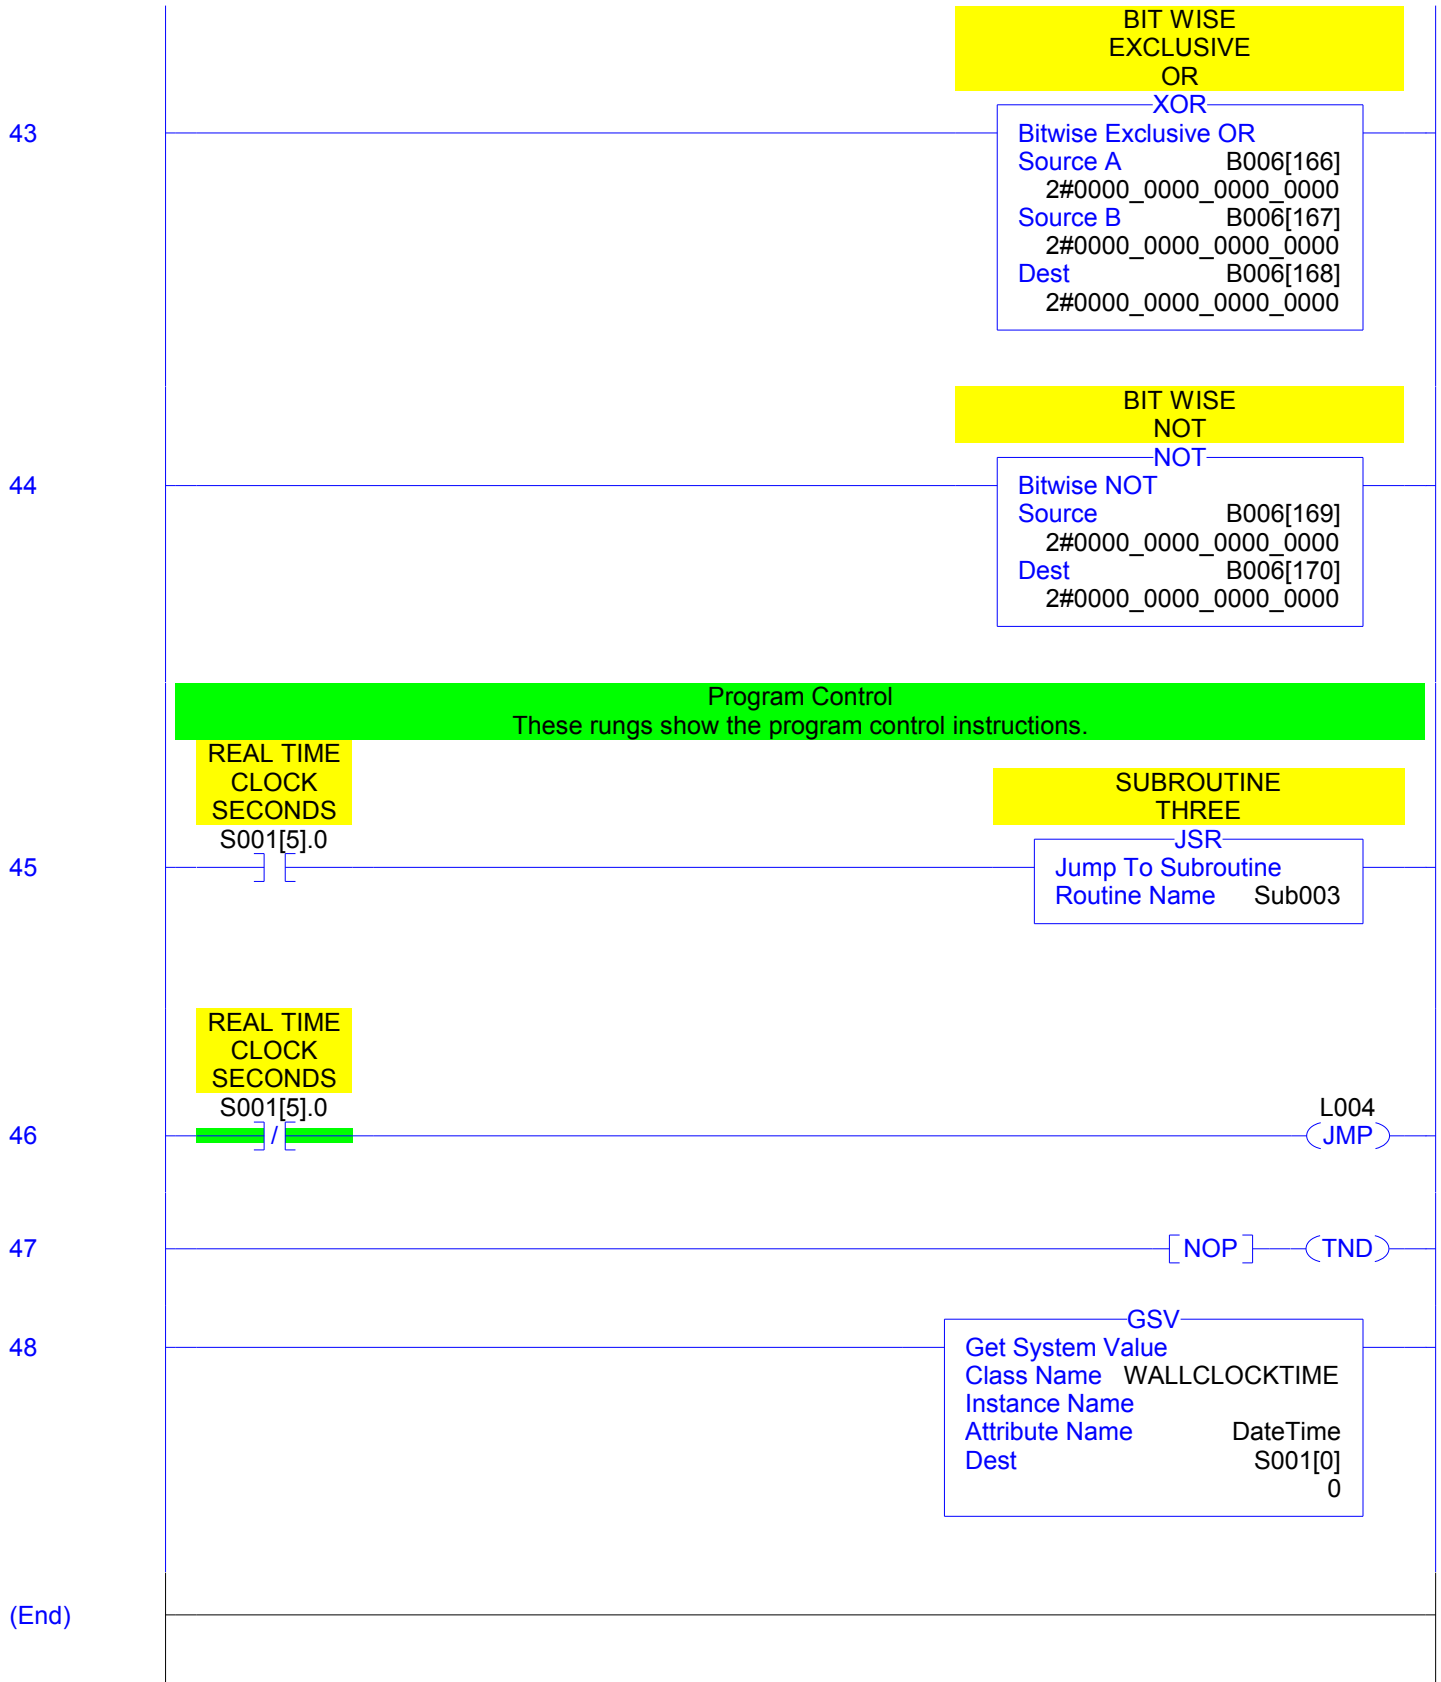 BIT WISE
EXCLUSIVE
OR
XOR
43
Bitwise Exclusive OR
Source A B006[166]
2#0000_0000_0000_0000
Source B B006[167]
2#0000_0000_0000_0000
Dest B006[168]
2#0000_0000_0000_0000
BIT WISE
NOT
NOT
44
Bitwise NOT
Source B006[169]
2#0000_0000_0000_0000
Dest B006[170]
2#0000_0000_0000_0000
Program Control
These rungs show the program control instructions.
REAL TIME
CLOCK
SECONDS
S001[5].0
SUBROUTINE
THREE
JSR
45
Jump To Subroutine
Routine Name Sub003
REAL TIME
CLOCK
SECONDS
S001[5].0
L004
46
/
JMP
47
NOP TND
GSV
48
Get System Value
Class Name WALLCLOCKTIME
Instance Name
Attribute Name DateTime
Dest S001[0]
0
(End)